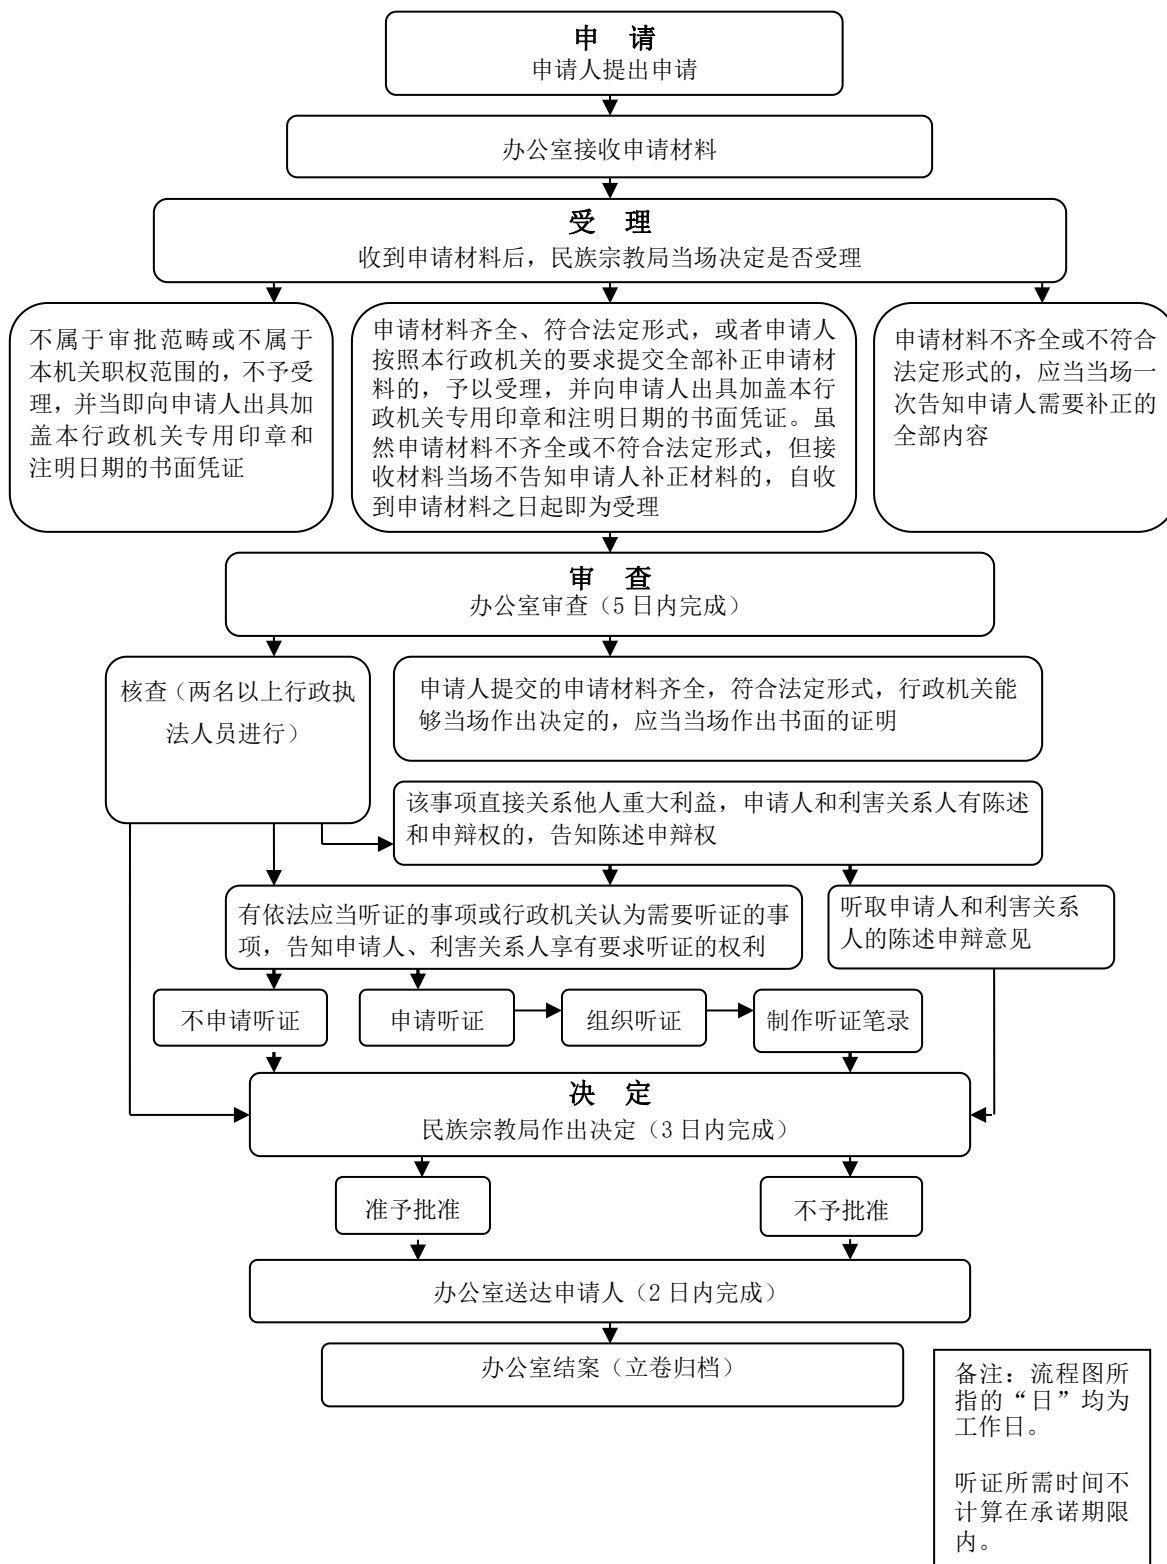 申 请
申请人提出申请
办公室接收申请材料
受 理
收到申请材料后，民族宗教局当场决定是否受理
不属于审批范畴或不属于
本机关职权范围的，不予受
理，并当即向申请人出具加
盖本行政机关专用印章和
注明日期的书面凭证
申请材料齐全、符合法定形式，或者申请人
按照本行政机关的要求提交全部补正申请材
料的，予以受理，并向申请人出具加盖本行
政机关专用印章和注明日期的书面凭证。虽
然申请材料不齐全或不符合法定形式，但接
收材料当场不告知申请人补正材料的，自收
到申请材料之日起即为受理
申请材料不齐全或不符合
法定形式的，应当当场一
次告知申请人需要补正的
全部内容
审 查
办公室审查（5 日内完成）
核查（两名以上行政执
法人员进行）
申请人提交的申请材料齐全，符合法定形式，行政机关能
够当场作出决定的，应当当场作出书面的证明
该事项直接关系他人重大利益，申请人和利害关系人有陈述
和申辩权的，告知陈述申辩权
有依法应当听证的事项或行政机关认为需要听证的事
项，告知申请人、利害关系人享有要求听证的权利
听取申请人和利害关系
人的陈述申辩意见
不申请听证
申请听证
组织听证
制作听证笔录
决 定
民族宗教局作出决定（3 日内完成）
准予批准
不予批准
办公室送达申请人（2 日内完成）
办公室结案（立卷归档）
备注：流程图所
指的“日”均为
工作日。
听证所需时间不
计算在承诺期限
内。